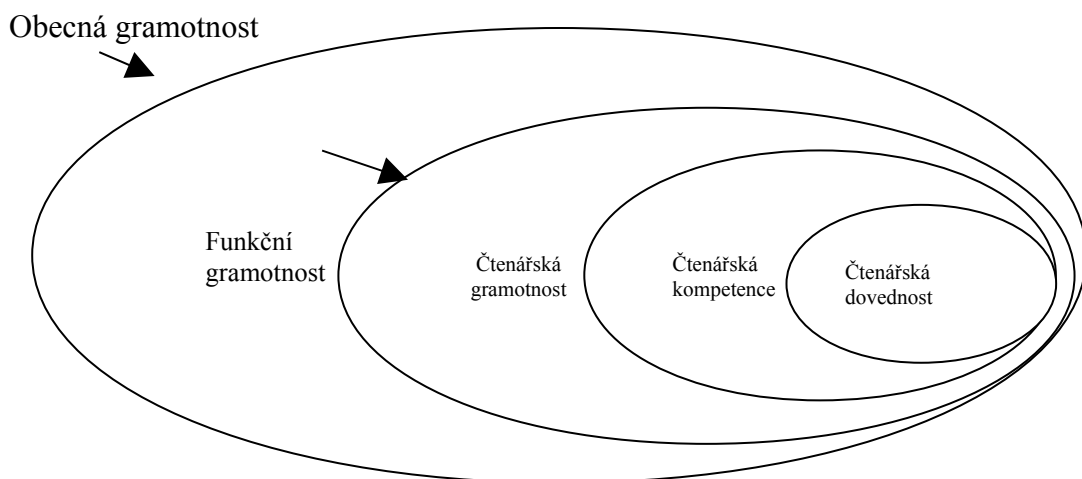 Obecná gramotnost
Funkční
gramotnost
Čtenářská
gramotnost
Čtenářská
kompetence
Čtenářská
dovednost